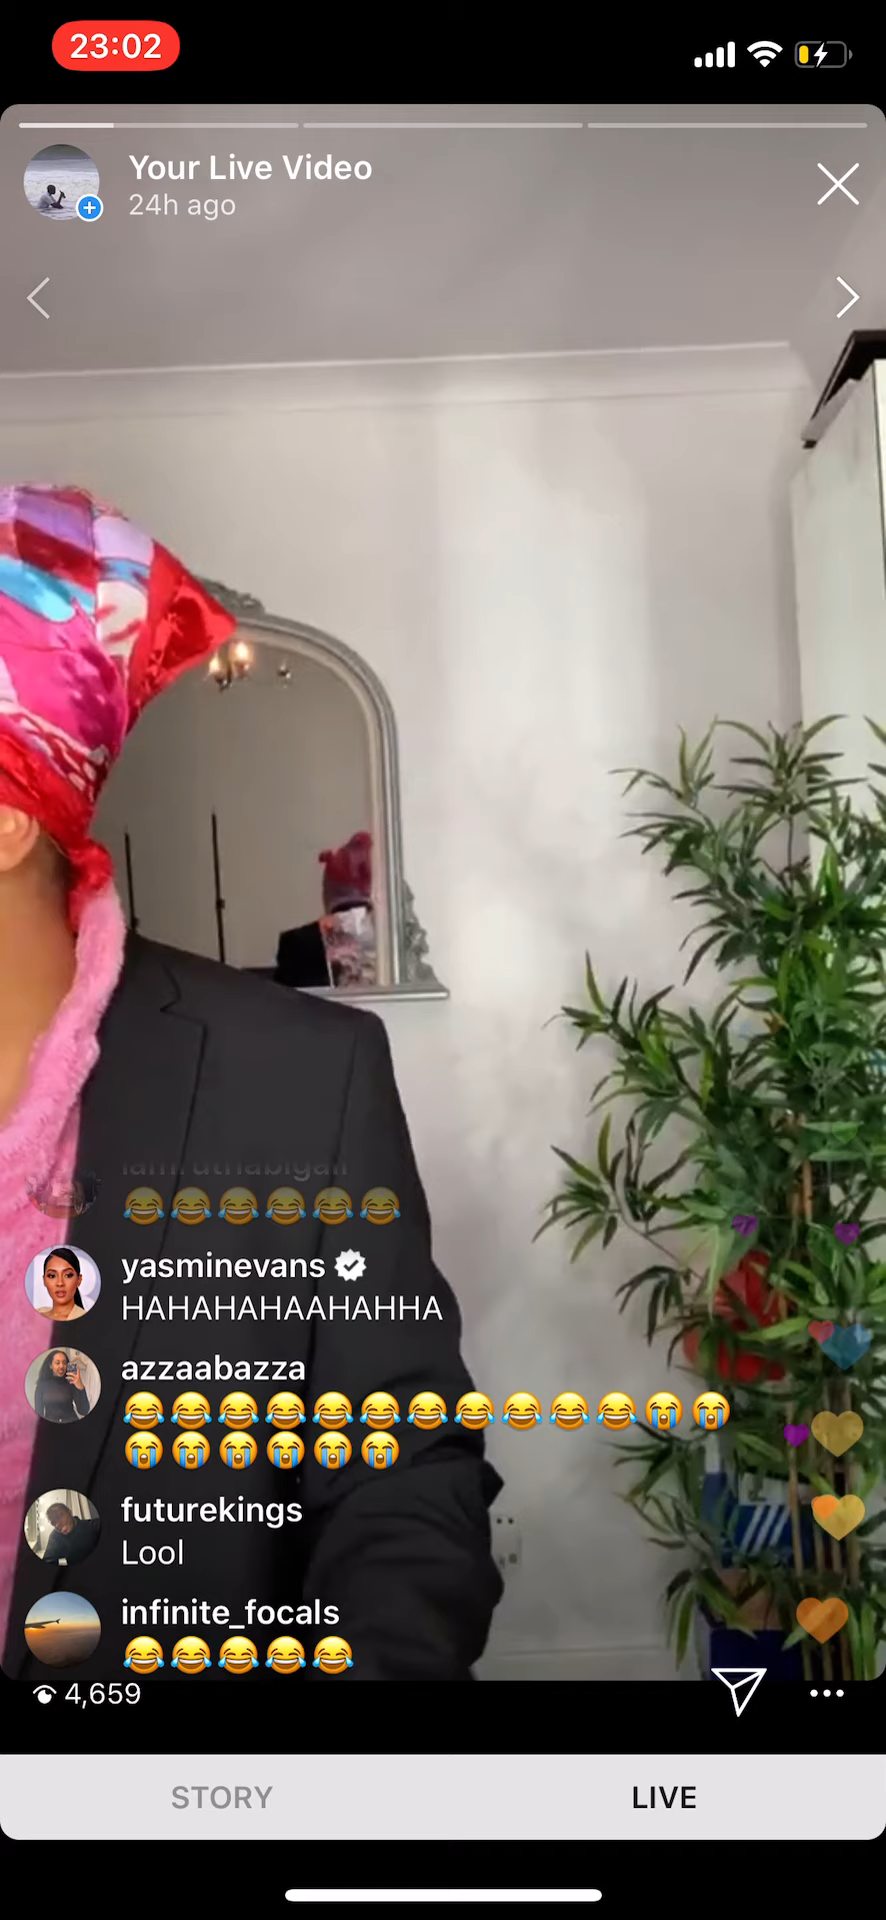 23:02
Your Live Video
24h ago
😂😂😂😂😂😂
yasminevans
HAHAHAHAAHAHHA
azzaabazza
😂😂😂😂😂😂😂😂😂😂😂😭😭
😭😭😭😭😭😭
futurekings
Lool
infinite_focals
😂😂😂😂😂
4,659
STORY
LIVE